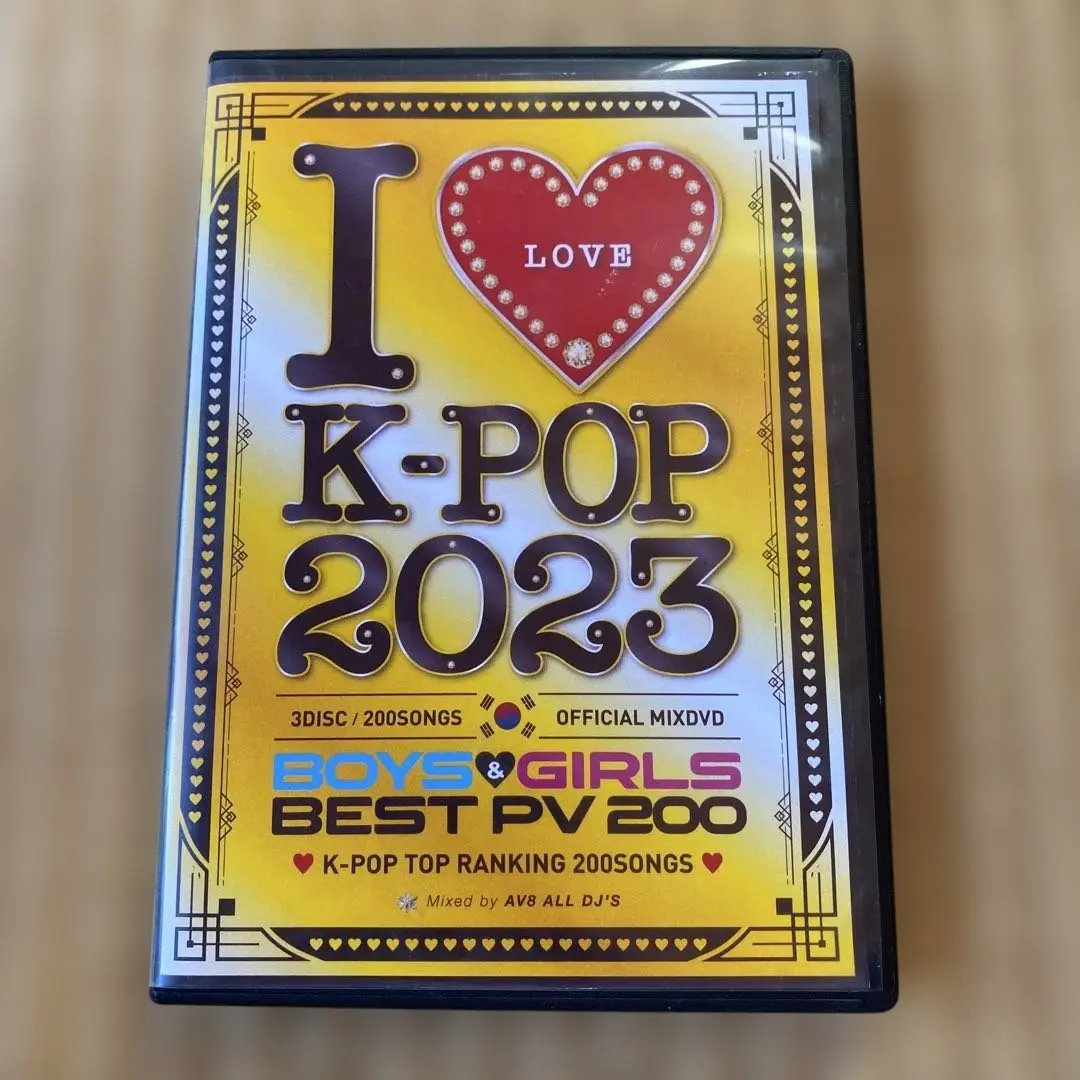 I LOVE
K-POP
2023
3DISC / 200SONGS OFFICIAL MIXDVD
BOYS & GIRLS
BEST PV 200
K-POP TOP RANKING 200SONGS
Mixed by AV8 ALL DJ'S